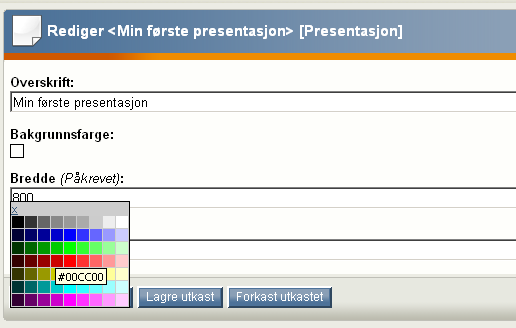 Rediger <Min første presentasjon> [Presentasjon]
Overskrift:
Min første presentasjon
Bakgrunnsfarge:
Bredde (Påkrevet):
800
x
#00CC00
Lagre utkast
Forkast utkastet